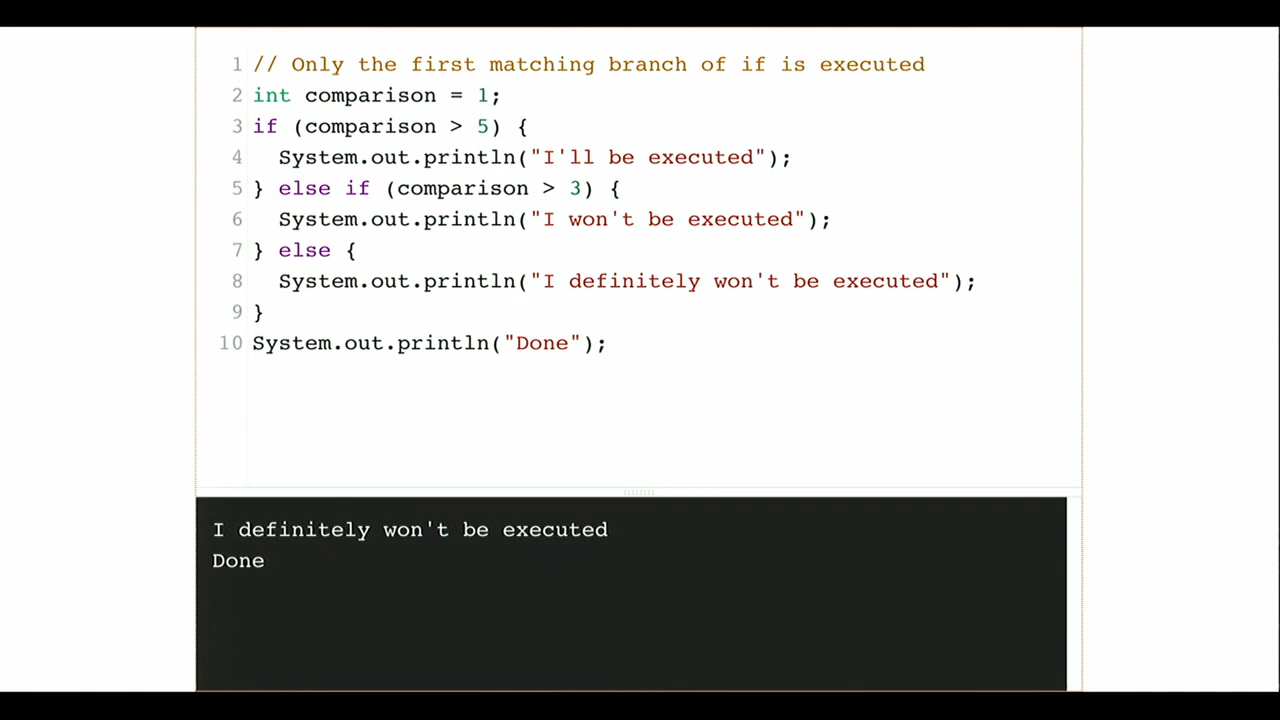 1 // Only the first matching branch of if is executed
2 int comparison = 1;
3 if (comparison > 5) {
4   System.out.println("I'll be executed");
5 } else if (comparison > 3) {
6   System.out.println("I won't be executed");
7 } else {
8   System.out.println("I definitely won't be executed");
9 }
10 System.out.println("Done");
I definitely won't be executed
Done